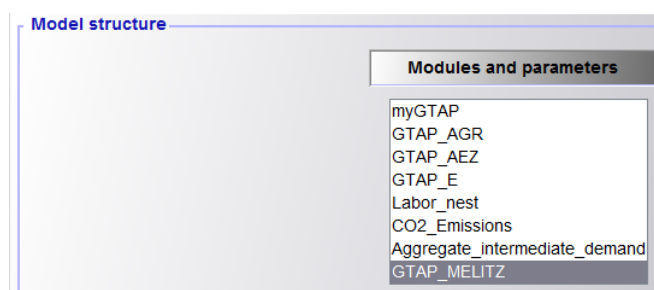 Model structure
Modules and parameters
myGTAP
GTAP_AGR
GTAP_AEZ
GTAP_E
Labor_nest
CO2_Emissions
Aggregate_intermediate_demand
GTAP_MELITZ